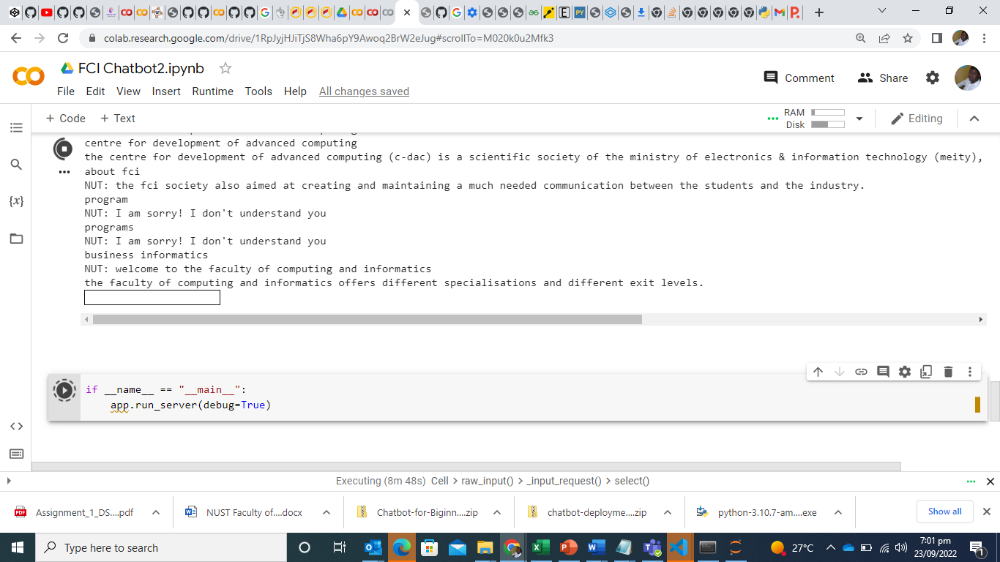 colab.research.google.com/drive/1RpJyjHJiTjS8Wha6pY9Awoq2BrW2eJug#scrollTo=M020k0u2Mfk3
FCI Chatbot2.ipynb
Comment
Share
File Edit View Insert Runtime Tools Help All changes saved
+ Code + Text
RAM
Disk
Editing
centre for development of advanced computing
the centre for development of advanced computing (c-dac) is a scientific society of the ministry of electronics & information technology (meity),
about fci
NUT: the fci society also aimed at creating and maintaining a much needed communication between the students and the industry.
program
NUT: I am sorry! I don't understand you
programs
NUT: I am sorry! I don't understand you
business informatics
NUT: welcome to the faculty of computing and informatics
the faculty of computing and informatics offers different specialisations and different exit levels.
if __name__ == "__main__":
app.run_server(debug=True)
Executing (8m 48s) Cell > raw_input() > _input_request() > select()
Assignment_1_DS....pdf
NUST Faculty of....docx
Chatbot-for-Biginn....zip
chatbot-deployme....zip
python-3.10.7-am....exe
Show all
Type here to search
27°C
7:01 pm
23/09/2022
1